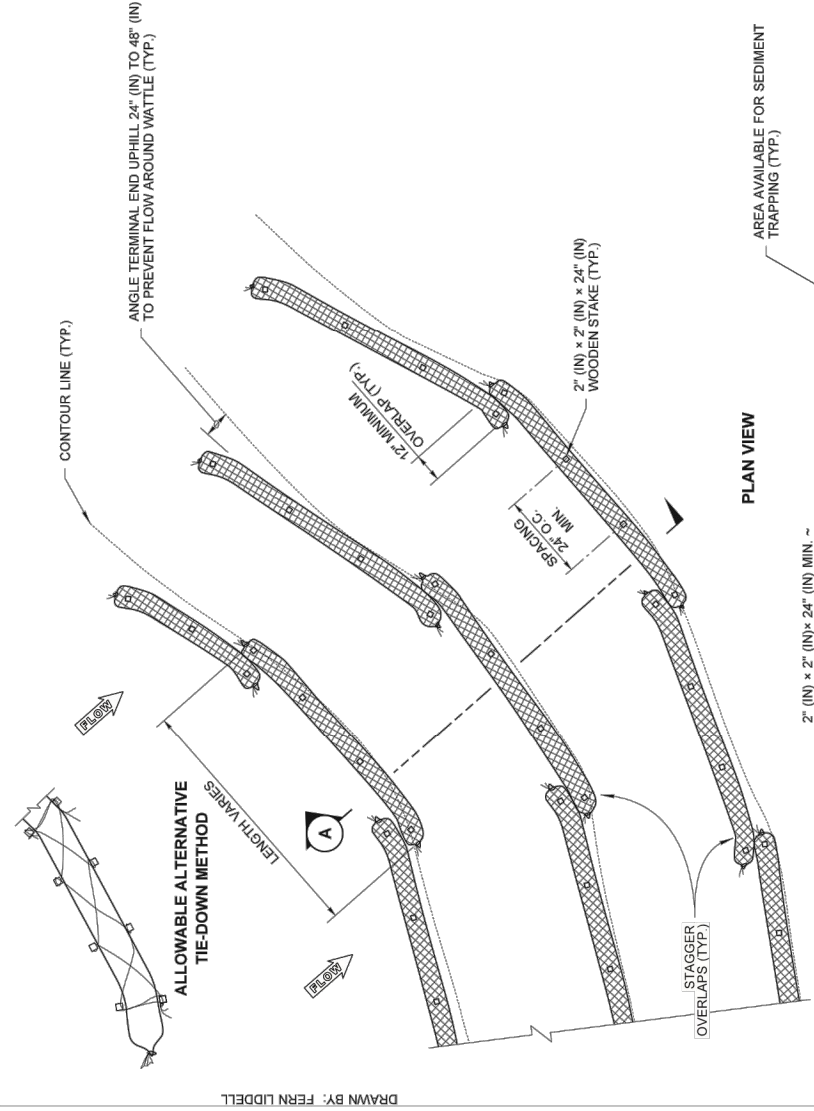 CONTOUR LINE (TYP.)
ANGLE TERMINAL END UPHILL 24" (IN) TO 48" (IN)
TO PREVENT FLOW AROUND WATTLE (TYP.)
FLOW
ALLOWABLE ALTERNATIVE
TIE-DOWN METHOD
LENGTH VARIES
A
FLOW
12" MINIMUM
OVERLAP (TYP.)
SPACING
24" O.C.
MIN.
2" (IN) × 2" (IN) × 24" (IN)
WOODEN STAKE (TYP.)
AREA AVAILABLE FOR SEDIMENT
TRAPPING (TYP.)
STAGGER
OVERLAPS (TYP.)
PLAN VIEW
2" (IN) × 2" (IN)× 24" (IN) MIN. ~
DRAWN BY: FERN LIDDELL